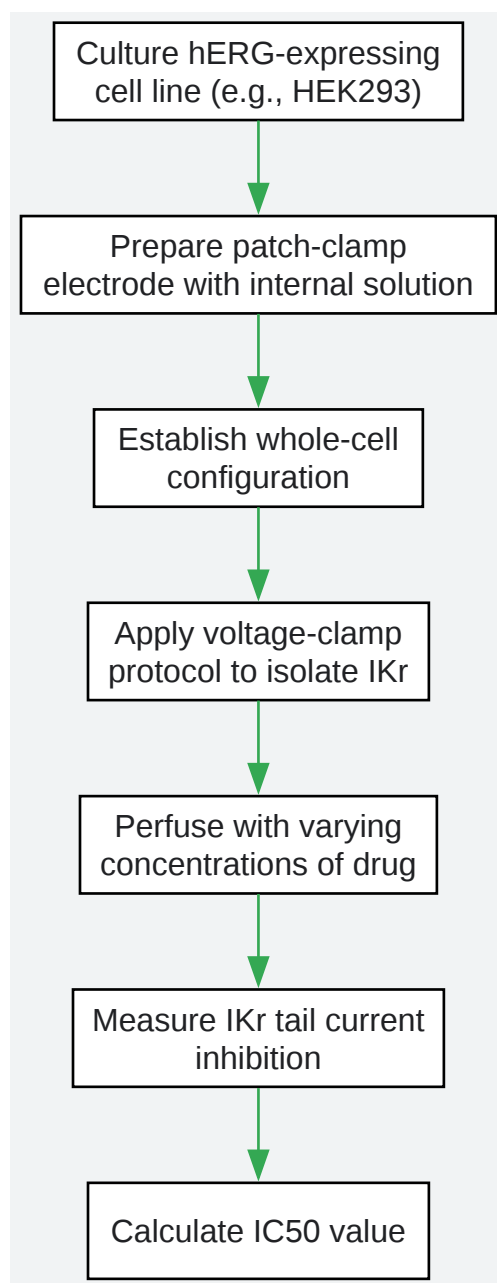 Culture hERG-expressing
cell line (e.g., HEK293)
Prepare patch-clamp
electrode with internal solution
Establish whole-cell
configuration
Apply voltage-clamp
protocol to isolate IKr
Perfuse with varying
concentrations of drug
Measure IKr tail current
inhibition
Calculate IC50 value